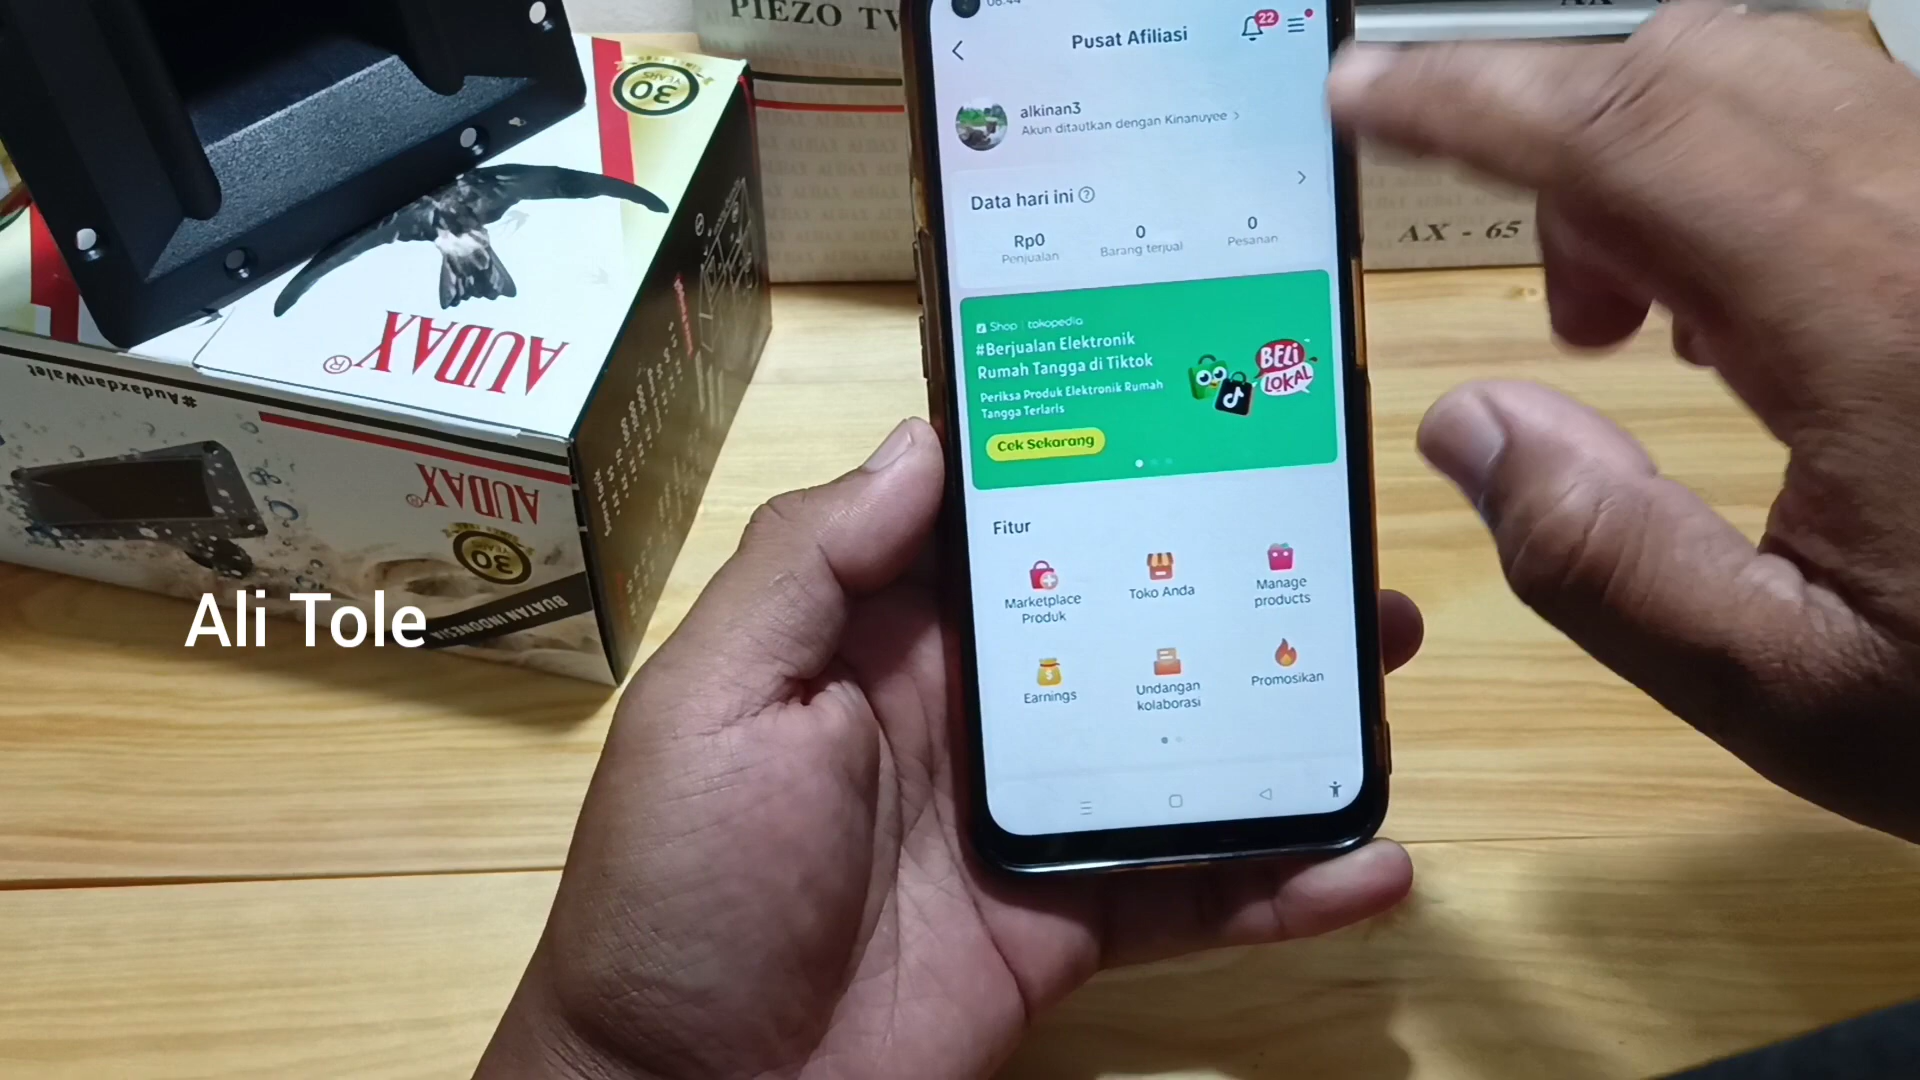 PIEZO TW
AX - 65
30
YEARS
AUDAX®
#AudaxdanWalet
AUDAX®
30
YEARS
BUATAN INDONESIA
Ali Tole
Pusat Afiliasi
22
alkinan3
Akun ditautkan dengan Kinanuyee >
Data hari ini
Rp0
0
0
Penjualan
Barang terjual
Pesanan
Shop | tokopedia
#Berjualan Elektronik
Rumah Tangga di Tiktok
Periksa Produk Elektronik Rumah
Tangga Terlaris
Cek Sekarang
BELi
LOKAL
Fitur
Marketplace
Produk
Toko Anda
Manage
products
Earnings
Undangan
kolaborasi
Promosikan